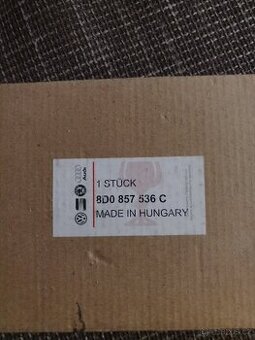 Audi
1 STÜCK
8D0 857 536 C
MADE IN HUNGARY